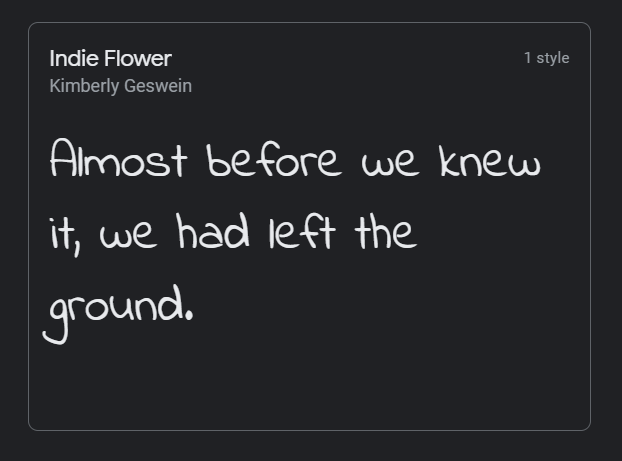 Indie Flower
1 style
Kimberly Geswein
Almost before we knew
it, we had left the
ground.